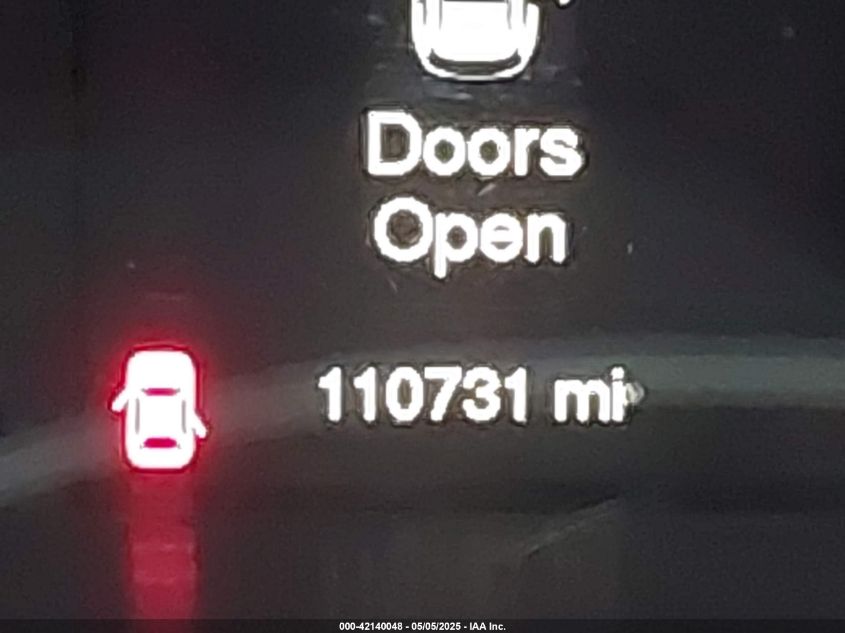 Doors
Open
110731 mi
000-42140048 - 05/05/2025 - IAA Inc.